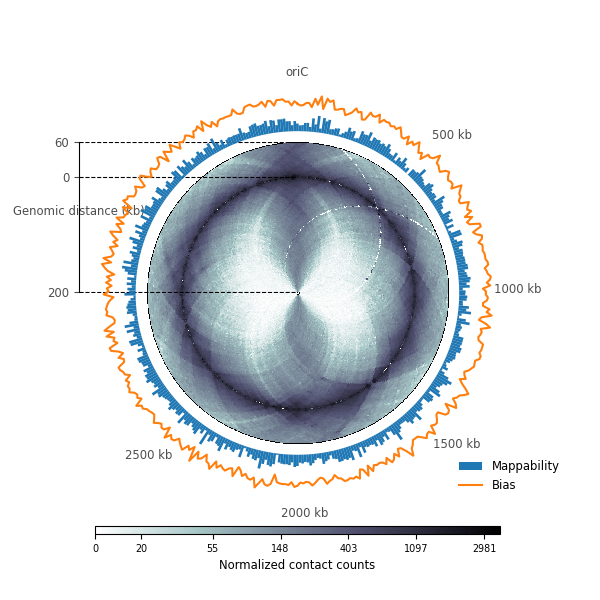 oriC
500 kb
60
0
Genomic distance (kb)
200
1000 kb
1500 kb
2500 kb
Mappability
Bias
2000 kb
0 20 55 148 403 1097 2981
Normalized contact counts